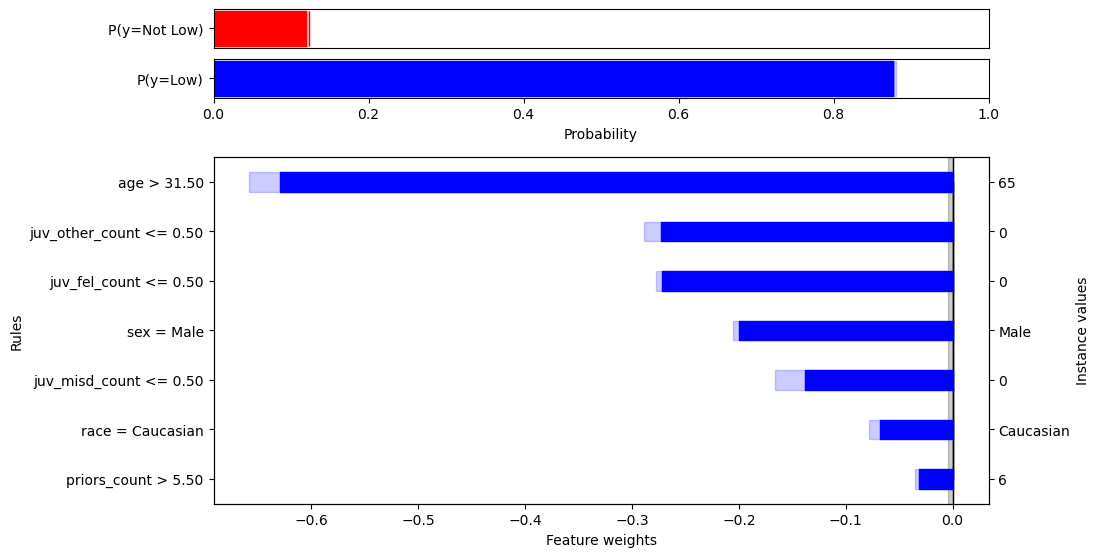 P(y=Not Low)
P(y=Low)
0.0 0.2 0.4 0.6 0.8 1.0
Probability
age > 31.50 65
juv_other_count <= 0.50 0
juv_fel_count <= 0.50 0
sex = Male Male
juv_misd_count <= 0.50 0
race = Caucasian Caucasian
priors_count > 5.50 6
Rules
Instance values
−0.6 −0.5 −0.4 −0.3 −0.2 −0.1 0.0
Feature weights